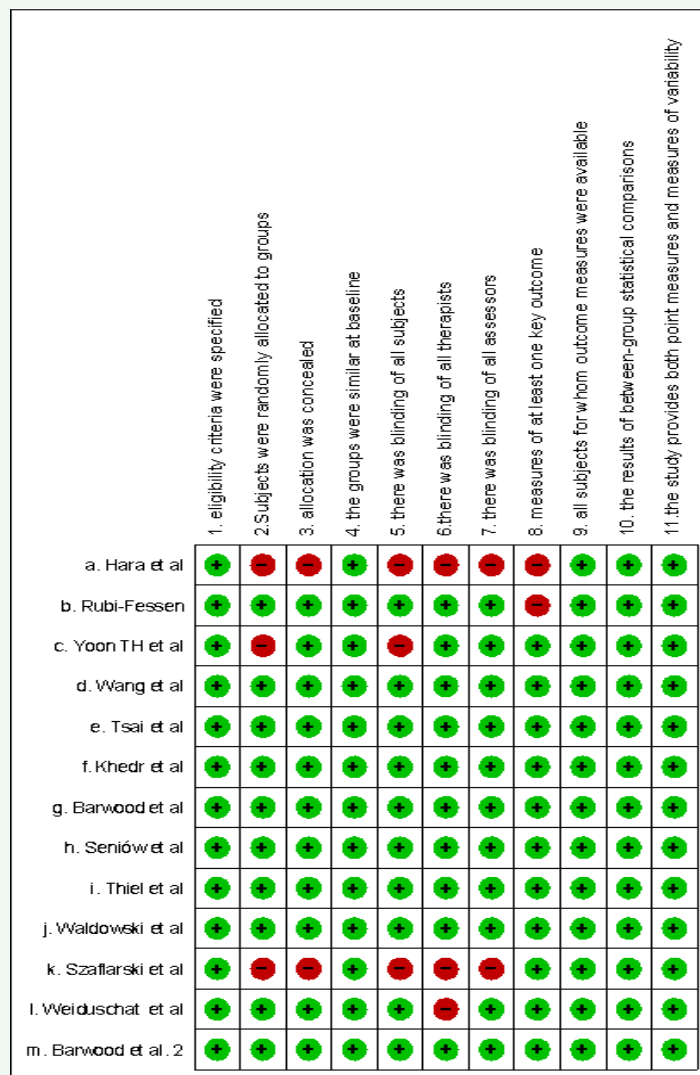 1. eligibility criteria were specified
2.Subjects were randomly allocated to groups
3. allocation was concealed
4. the groups were similar at baseline
5. there was blinding of all subjects
6.there was blinding of all therapists
7. there was blinding of all assessors
8. measures of at least one key outcome
9. all subjects for whom outcome measures were available
10. the results of between-group statistical comparisons
11.the study provides both point measures and measures of variability
a. Hara et al + - - + - - - - + + +
b. Rubi-Fessen + + + + + + + - + + +
c. Yoon TH et al + - + + - + + + + + +
d. Wang et al + + + + + + + + + + +
e. Tsai et al + + + + + + + + + + +
f. Khedr et al + + + + + + + + + + +
g. Barwood et al + + + + + + + + + + +
h. Seniów et al + + + + + + + + + + +
i. Thiel et al + + + + + + + + + + +
j. Waldowski et al + + + + + + + + + + +
k. Szaflarski et al + - - + - - - + + + +
l. Weiduschat et al + + + + + - + + + + +
m. Barwood et al. 2 + + + + + + + + + + +